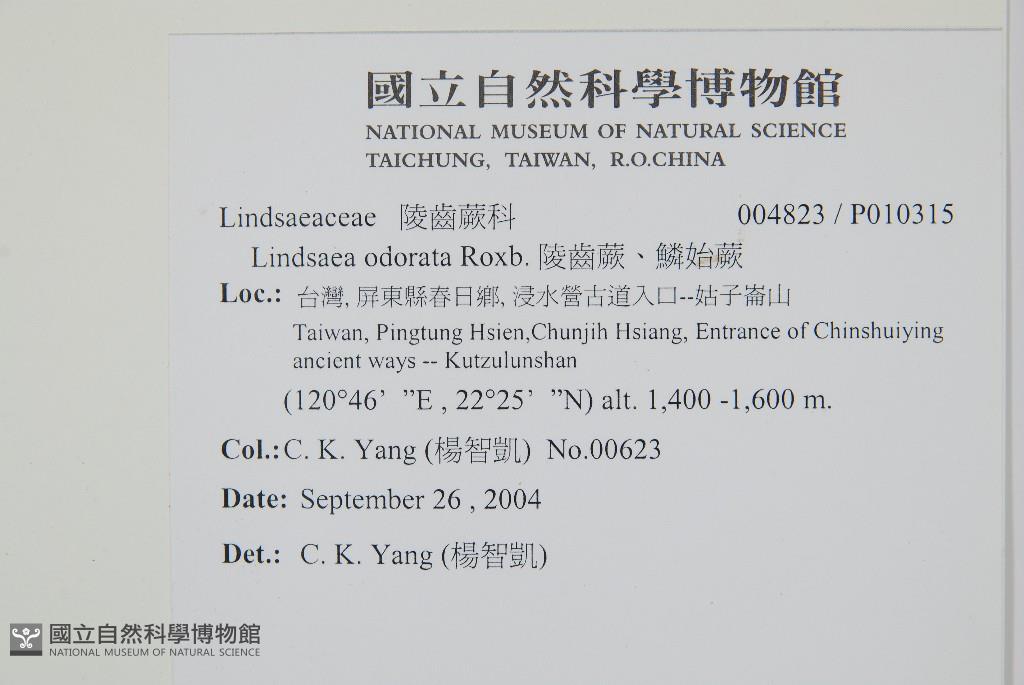 國立自然科學博物館
NATIONAL MUSEUM OF NATURAL SCIENCE
TAICHUNG, TAIWAN, R.O.CHINA
Lindsaeaceae 陵齒蕨科 004823 / P010315
Lindsaea odorata Roxb. 陵齒蕨、鱗始蕨
Loc.: 台灣, 屏東縣春日鄉, 浸水營古道入口--姑子崙山
Taiwan, Pingtung Hsien,Chunjih Hsiang, Entrance of Chinshuiying
ancient ways -- Kutzulunshan
(120°46’ ”E , 22°25’ ”N) alt. 1,400 -1,600 m.
Col.: C. K. Yang (楊智凱) No.00623
Date: September 26 , 2004
Det.: C. K. Yang (楊智凱)
國立自然科學博物館
NATIONAL MUSEUM OF NATURAL SCIENCE